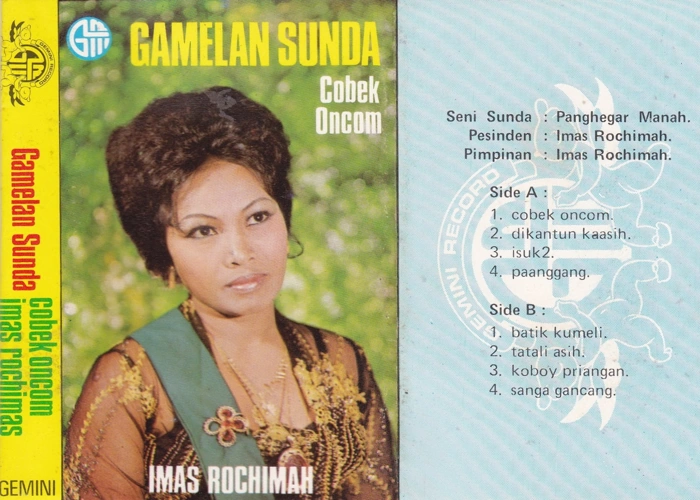 Gamelan Sunda
cobek oncom
imas rochimas
GEMINI
GAMELAN SUNDA
Cobek
Oncom
IMAS ROCHIMAH
Seni Sunda : Panghegar Manah.
Pesinden : Imas Rochimah.
Pimpinan : Imas Rochimah.
Side A :
1. cobek oncom.
2. dikantun kaasih.
3. isuk2.
4. paanggang.
Side B :
1. batik kumeli.
2. tatali asih.
3. koboy priangan.
4. sanga gancang.
GEMINI RECORD